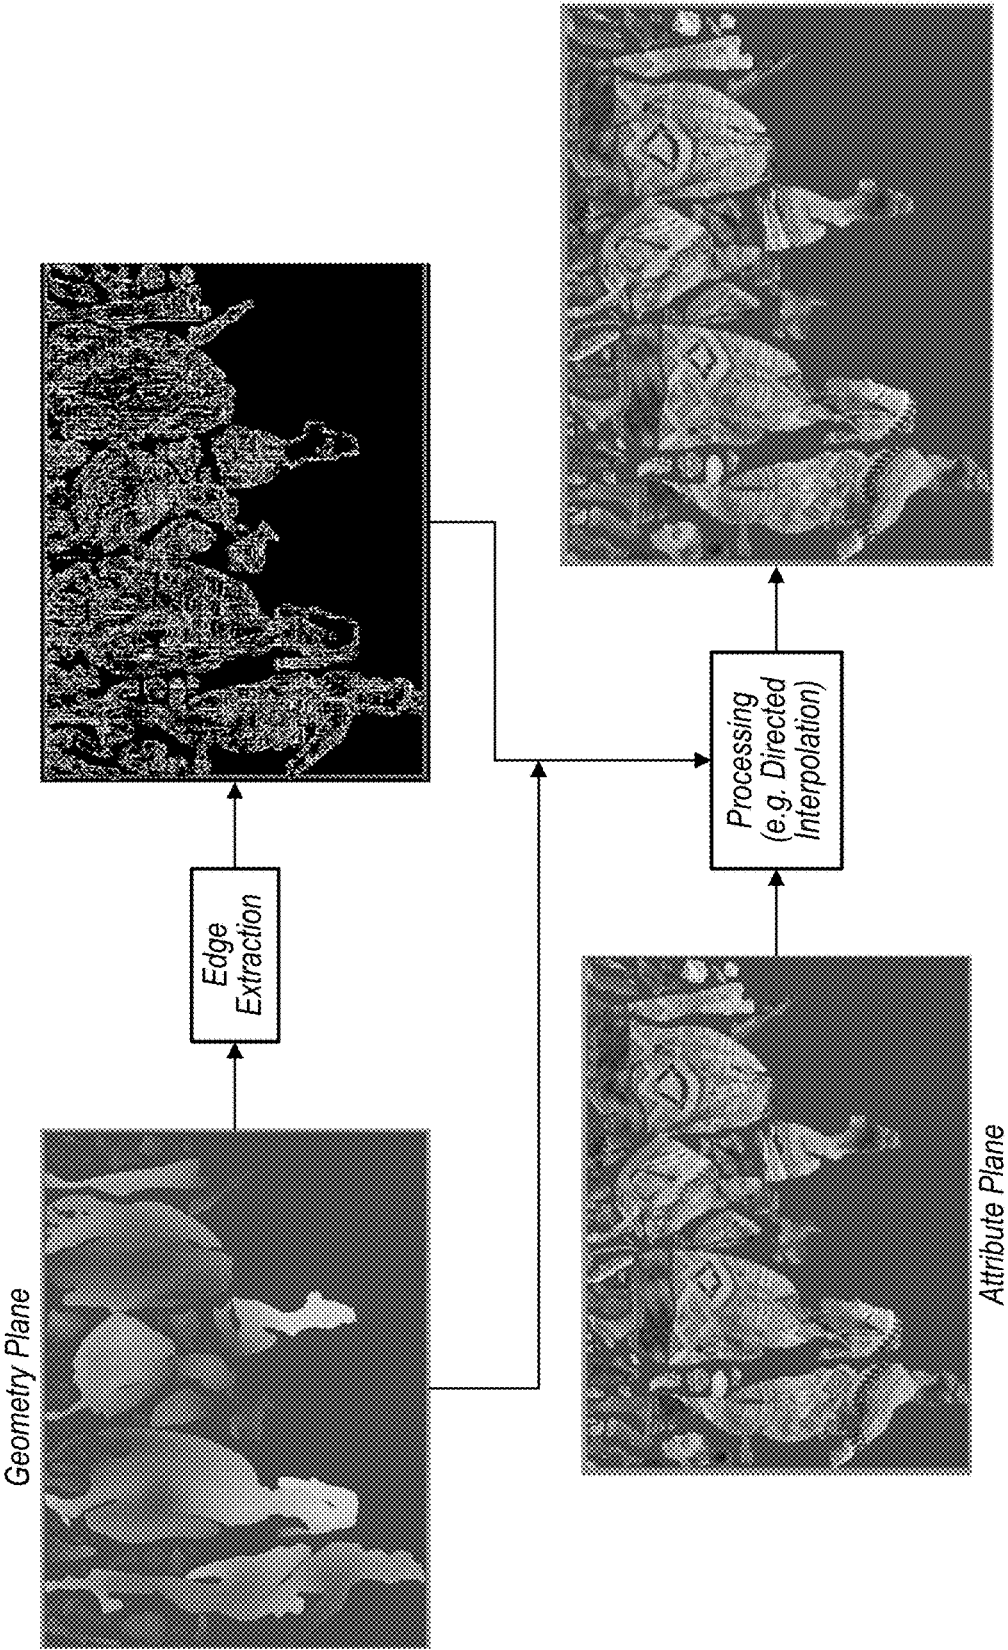 Geometry Plane
Edge
Extraction
Processing
(e.g. Directed
Interpolation)
Attribute Plane